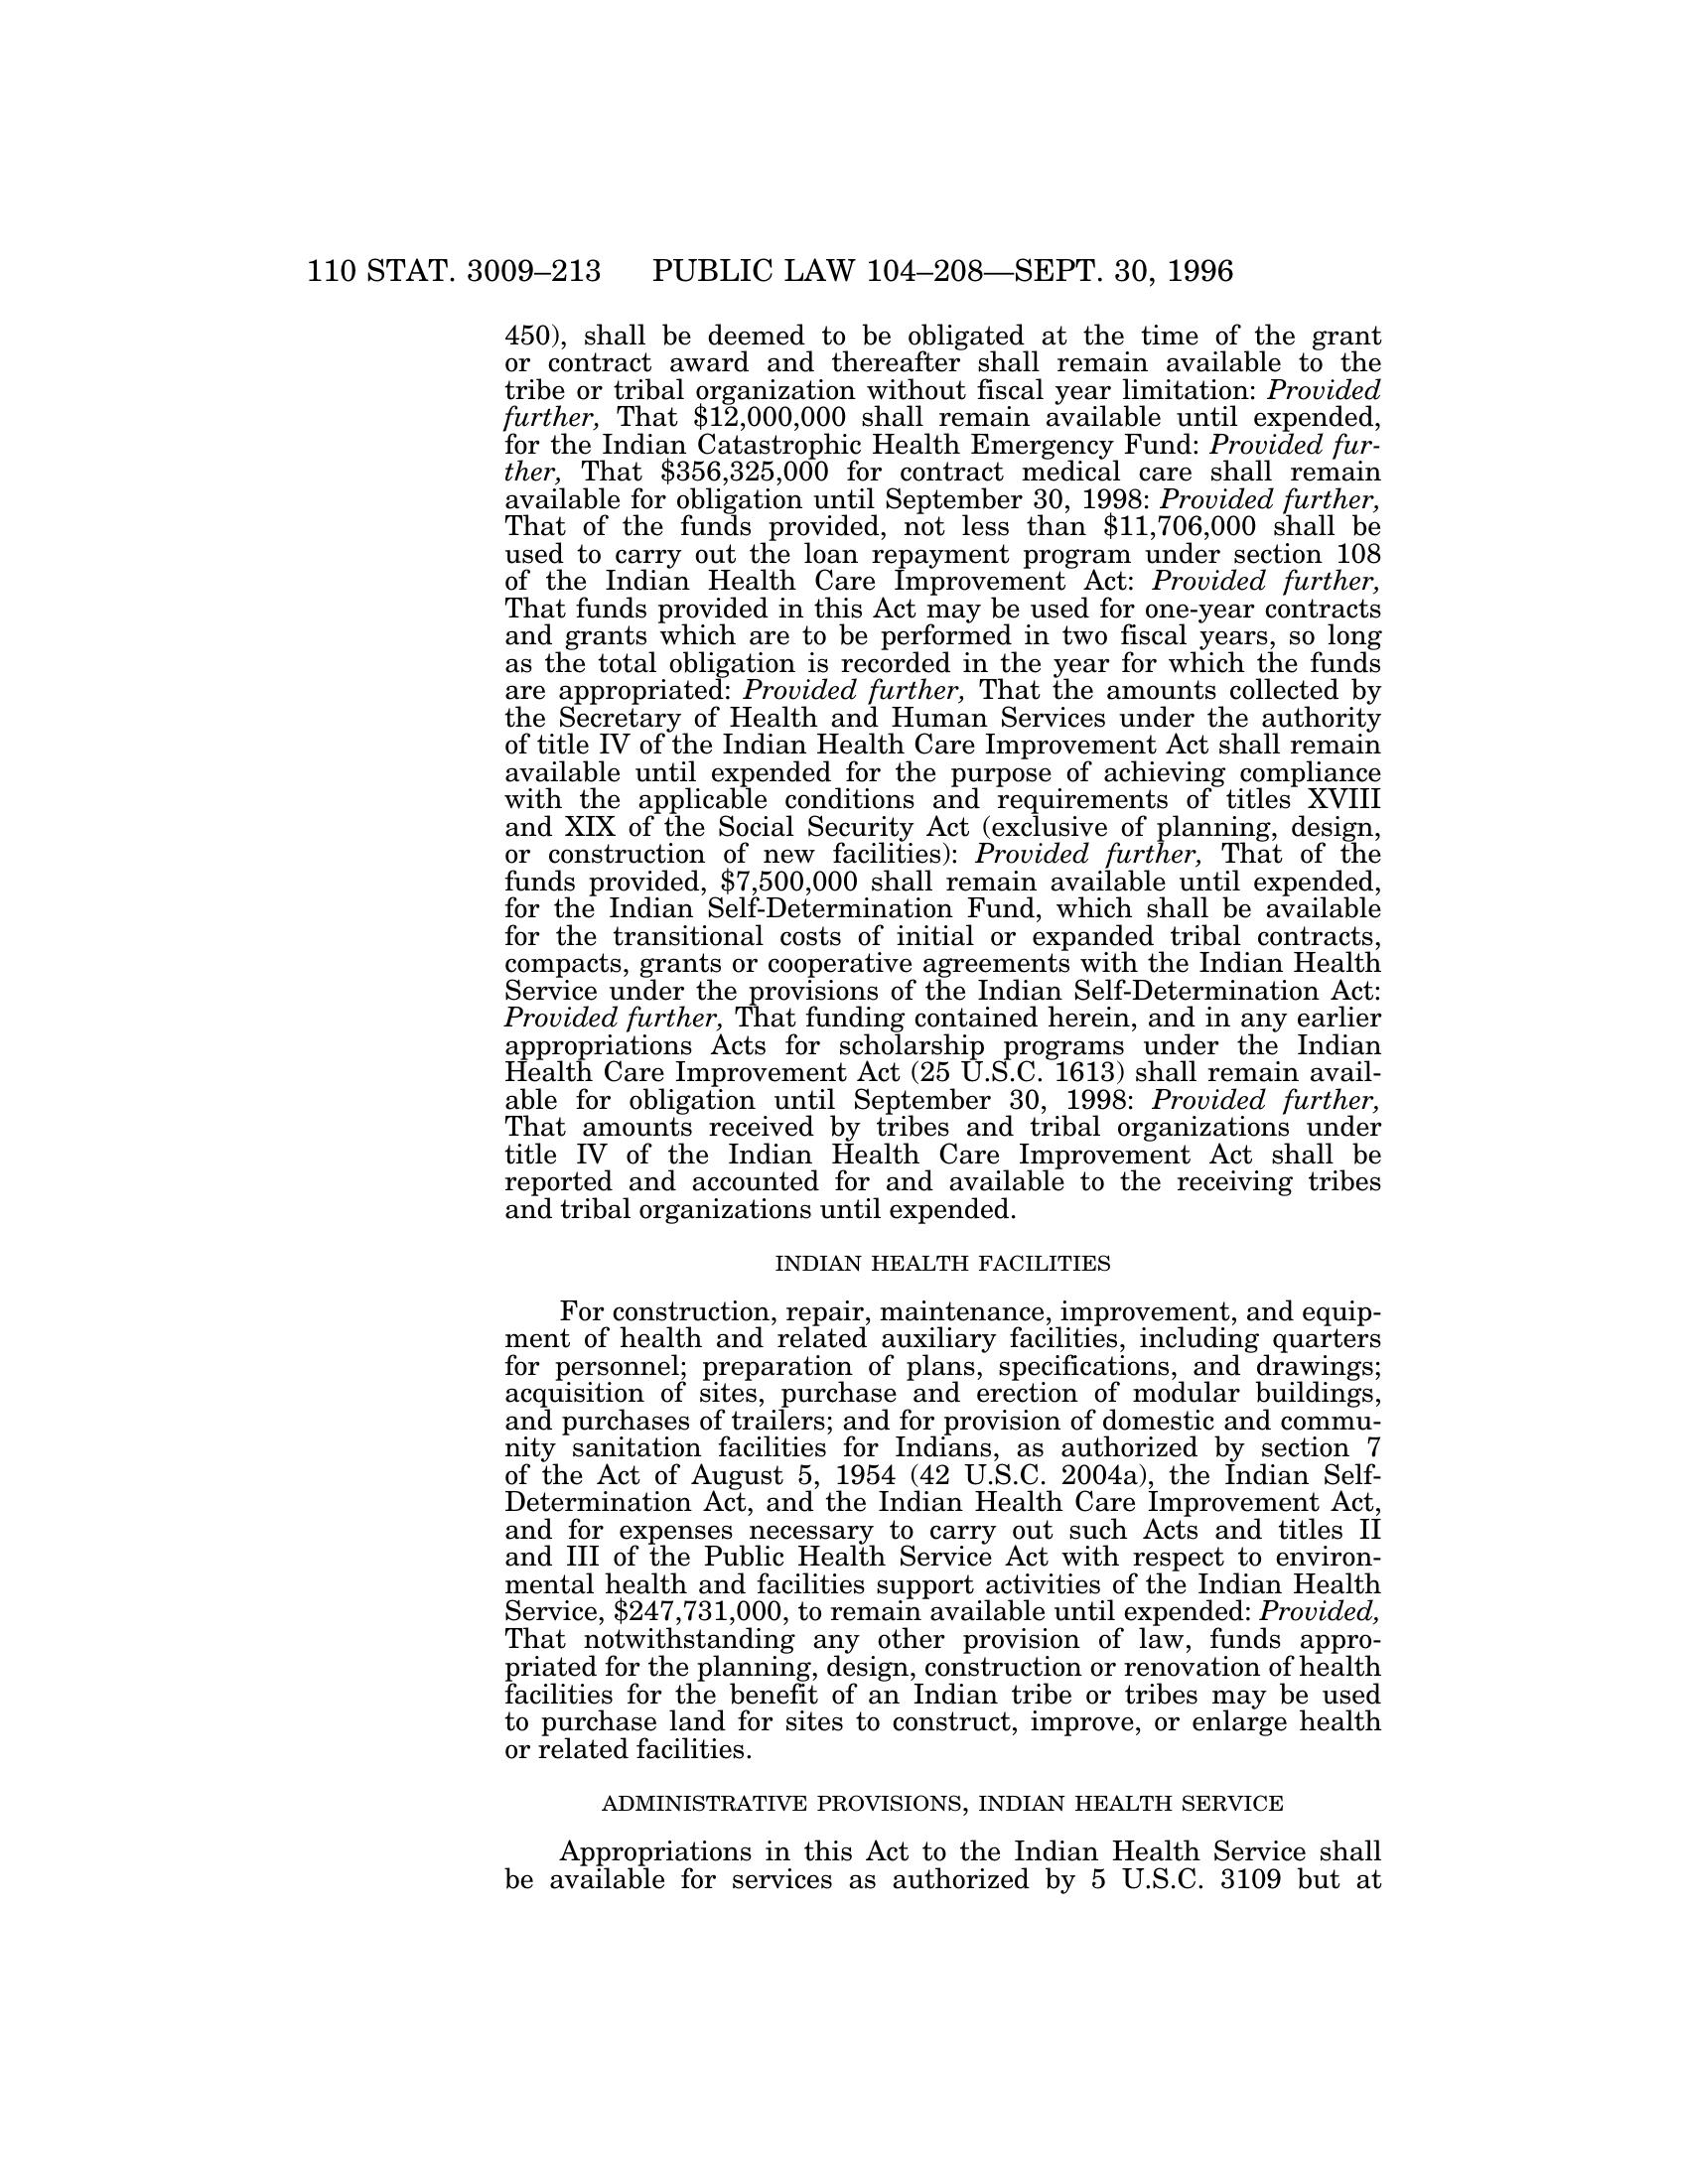 110 STAT. 3009–213 PUBLIC LAW 104–208—SEPT. 30, 1996
450), shall be deemed to be obligated at the time of the grant
or contract award and thereafter shall remain available to the
tribe or tribal organization without fiscal year limitation: Provided
further, That $12,000,000 shall remain available until expended,
for the Indian Catastrophic Health Emergency Fund: Provided fur-
ther, That $356,325,000 for contract medical care shall remain
available for obligation until September 30, 1998: Provided further,
That of the funds provided, not less than $11,706,000 shall be
used to carry out the loan repayment program under section 108
of the Indian Health Care Improvement Act: Provided further,
That funds provided in this Act may be used for one-year contracts
and grants which are to be performed in two fiscal years, so long
as the total obligation is recorded in the year for which the funds
are appropriated: Provided further, That the amounts collected by
the Secretary of Health and Human Services under the authority
of title IV of the Indian Health Care Improvement Act shall remain
available until expended for the purpose of achieving compliance
with the applicable conditions and requirements of titles XVIII
and XIX of the Social Security Act (exclusive of planning, design,
or construction of new facilities): Provided further, That of the
funds provided, $7,500,000 shall remain available until expended,
for the Indian Self-Determination Fund, which shall be available
for the transitional costs of initial or expanded tribal contracts,
compacts, grants or cooperative agreements with the Indian Health
Service under the provisions of the Indian Self-Determination Act:
Provided further, That funding contained herein, and in any earlier
appropriations Acts for scholarship programs under the Indian
Health Care Improvement Act (25 U.S.C. 1613) shall remain avail-
able for obligation until September 30, 1998: Provided further,
That amounts received by tribes and tribal organizations under
title IV of the Indian Health Care Improvement Act shall be
reported and accounted for and available to the receiving tribes
and tribal organizations until expended.
INDIAN HEALTH FACILITIES
For construction, repair, maintenance, improvement, and equip-
ment of health and related auxiliary facilities, including quarters
for personnel; preparation of plans, specifications, and drawings;
acquisition of sites, purchase and erection of modular buildings,
and purchases of trailers; and for provision of domestic and commu-
nity sanitation facilities for Indians, as authorized by section 7
of the Act of August 5, 1954 (42 U.S.C. 2004a), the Indian Self-
Determination Act, and the Indian Health Care Improvement Act,
and for expenses necessary to carry out such Acts and titles II
and III of the Public Health Service Act with respect to environ-
mental health and facilities support activities of the Indian Health
Service, $247,731,000, to remain available until expended: Provided,
That notwithstanding any other provision of law, funds appro-
priated for the planning, design, construction or renovation of health
facilities for the benefit of an Indian tribe or tribes may be used
to purchase land for sites to construct, improve, or enlarge health
or related facilities.
ADMINISTRATIVE PROVISIONS, INDIAN HEALTH SERVICE
Appropriations in this Act to the Indian Health Service shall
be available for services as authorized by 5 U.S.C. 3109 but at